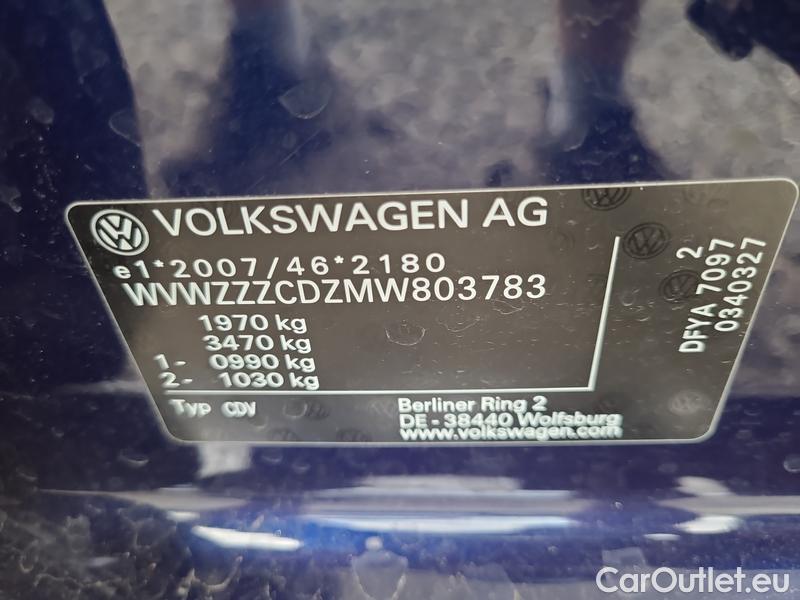 VOLKSWAGEN AG
e1*2007/46*2180
WVWZZZCDZMW803783
1970 kg
3470 kg
1- 0990 kg
2- 1030 kg
Typ CDV
Berliner Ring 2
DE - 38440 Wolfsburg
www.volkswagen.com
2
DFYA 7097
0340327
CarOutlet.eu